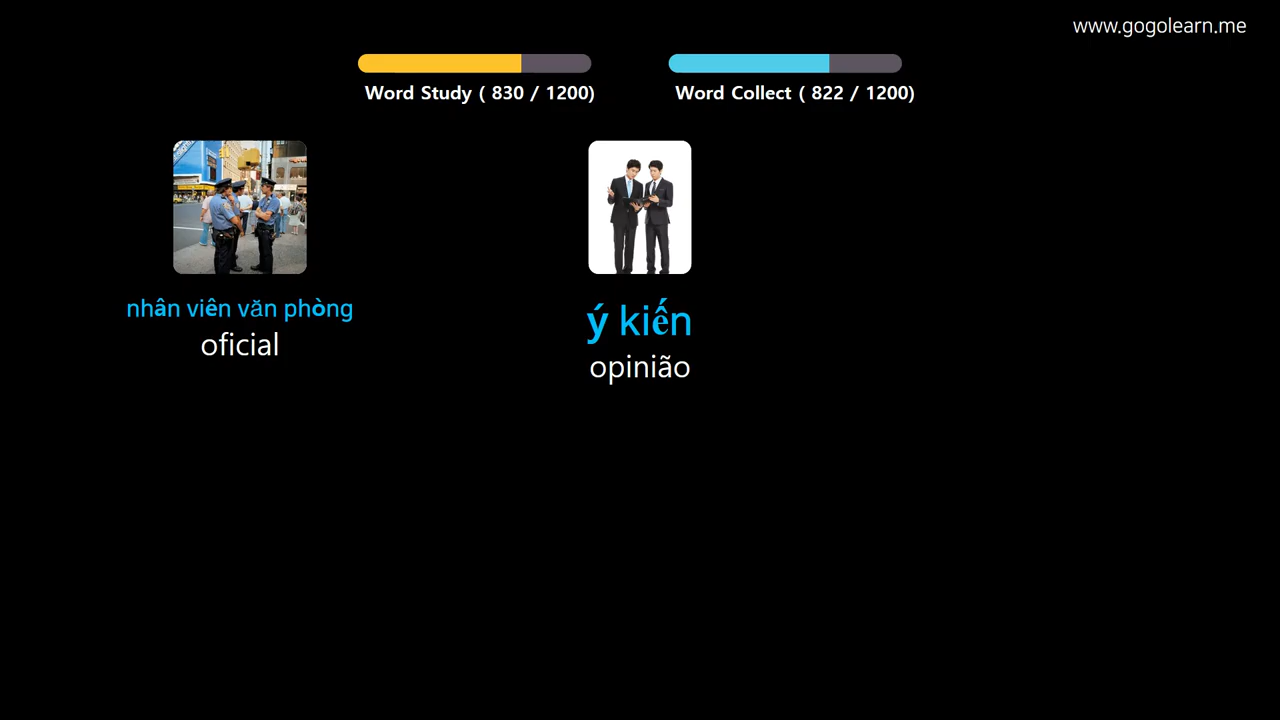 www.gogolearn.me
Word Study ( 830 / 1200)
Word Collect ( 822 / 1200)
nhân viên văn phòng
oficial
ý kiến
opinião